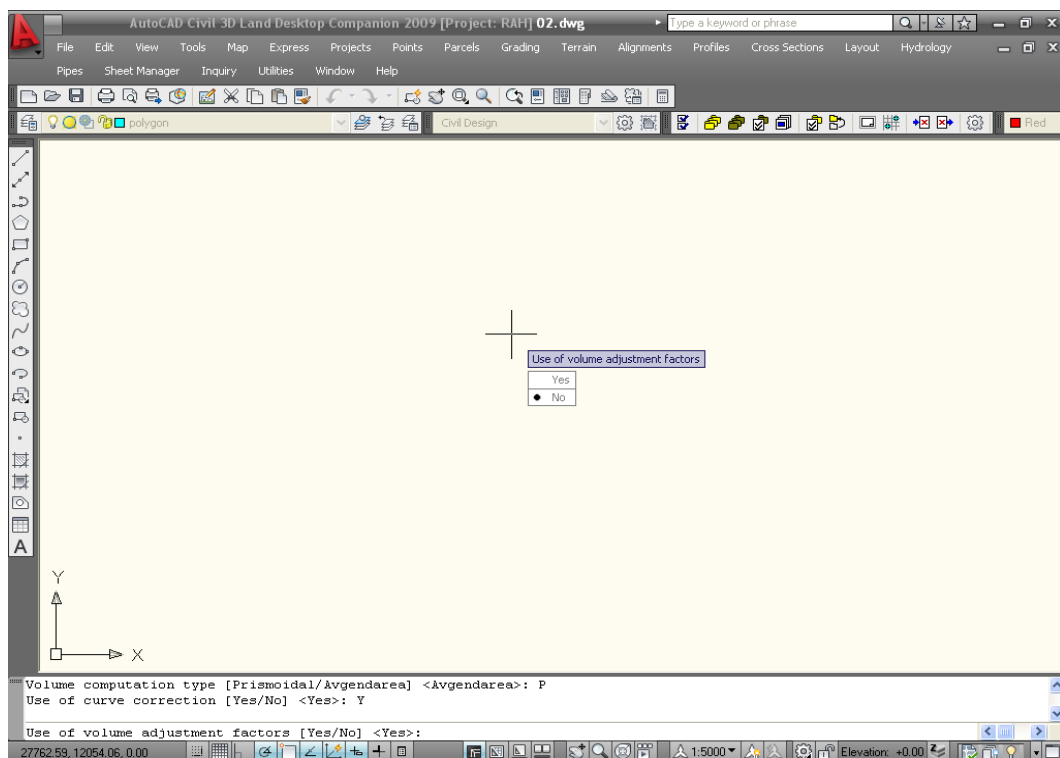 AutoCAD Civil 3D Land Desktop Companion 2009 [Project: RAH] 02.dwg
Type a keyword or phrase
File Edit View Tools Map Express Projects Points Parcels Grading Terrain Alignments Profiles Cross Sections Layout Hydrology
Pipes Sheet Manager Inquiry Utilities Window Help
polygon Civil Design Red
Use of volume adjustment factors
Yes
No
A
Y
X
Volume computation type [Prismoidal/Avgendarea] <Avgendarea>: P
Use of curve correction [Yes/No] <Yes>: Y
Use of volume adjustment factors [Yes/No] <Yes>:
27762.59, 12054.06, 0.00 1:5000 Elevation: +0.00